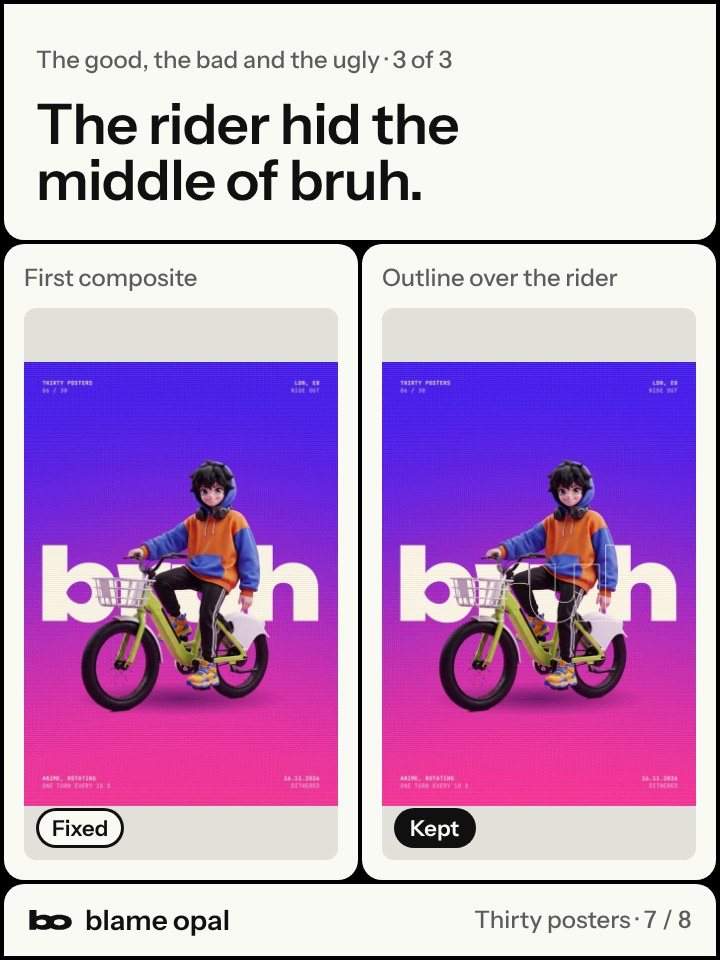 The good, the bad and the ugly · 3 of 3
The rider hid the
middle of bruh.
First composite
THIRTY POSTERS
06 / 30
LDN, E8
RIDE OUT
bruh
ANIME, ROTATING
ONE TURN EVERY 10 S
16.11.2026
DITHERED
Fixed
Outline over the rider
THIRTY POSTERS
06 / 30
LDN, E8
RIDE OUT
bruh
ANIME, ROTATING
ONE TURN EVERY 10 S
16.11.2026
DITHERED
Kept
bo blame opal
Thirty posters · 7 / 8